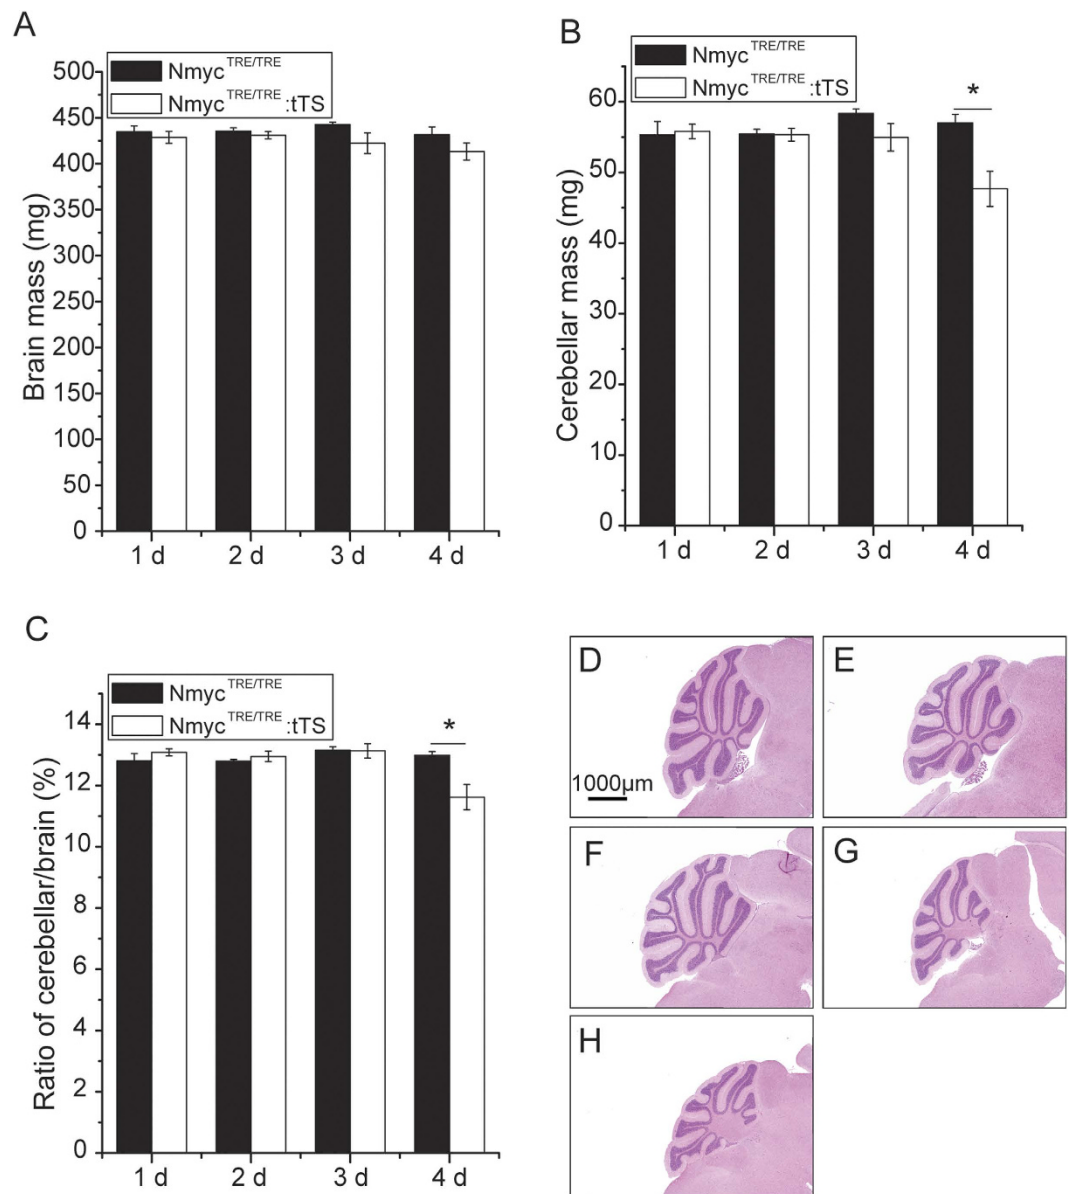 A
Nmyc TRE/TRE
Nmyc TRE/TRE :tTS
Brain mass (mg)
500
450
400
350
300
250
200
150
100
50
0
1 d
2 d
3 d
4 d
B
Nmyc TRE/TRE
Nmyc TRE/TRE :tTS
*
Cerebellar mass (mg)
60
50
40
30
20
10
0
1 d
2 d
3 d
4 d
C
Nmyc TRE/TRE
Nmyc TRE/TRE :tTS
*
Ratio of cerebellar/brain (%)
14
12
10
8
6
4
2
0
1 d
2 d
3 d
4 d
D
1000μm
E
F
G
H